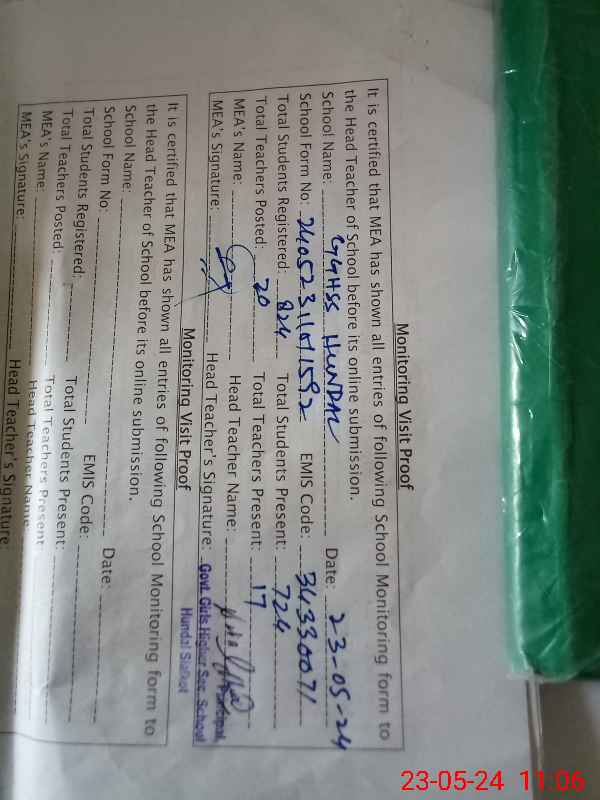 Monitoring Visit Proof
It is certified that MEA has shown all entries of following School Monitoring form to
the Head Teacher of School before its online submission.
School Name: GGHSS HUNDAL Date: 23-05-24
School Form No: EMIS Code: 34330071
Total Students Registered: 824 Total Students Present: 724
Total Teachers Posted: 20 Total Teachers Present: 17
MEA's Name: Head Teacher Name:
MEA's Signature: Head Teacher's Signature: Principal
Govt. Girls Higher Sec. School
Hundal Sialkot
Monitoring Visit Proof
It is certified that MEA has shown all entries of following School Monitoring form to
the Head Teacher of School before its online submission.
School Name: Date:
School Form No: EMIS Code:
Total Students Registered: Total Students Present:
Total Teachers Posted: Total Teachers Present
MEA's Name: Head Teacher Name
MEA's Signature: Head Teacher's Signature:
23-05-24 11:06